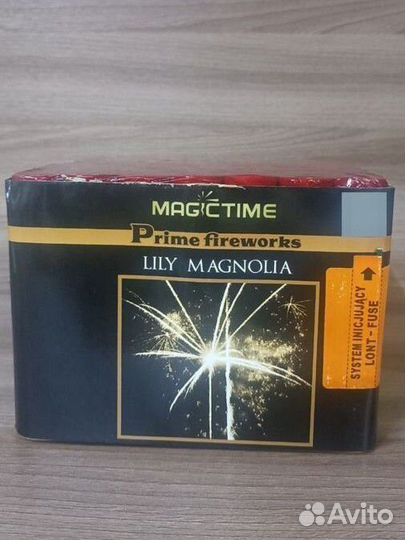 MAGICTIME
Prime fireworks
LILY MAGNOLIA
SYSTEM INICJUJĄCY
LONT - FUSE
Avito